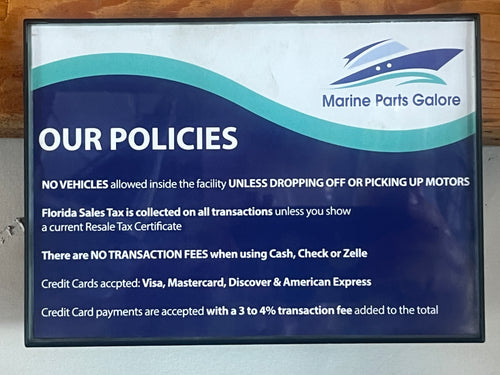 Marine Parts Galore
OUR POLICIES
NO VEHICLES allowed inside the facility UNLESS DROPPING OFF OR PICKING UP MOTORS
Florida Sales Tax is collected on all transactions unless you show
a current Resale Tax Certificate
There are NO TRANSACTION FEES when using Cash, Check or Zelle
Credit Cards accpted: Visa, Mastercard, Discover & American Express
Credit Card payments are accepted with a 3 to 4% transaction fee added to the total